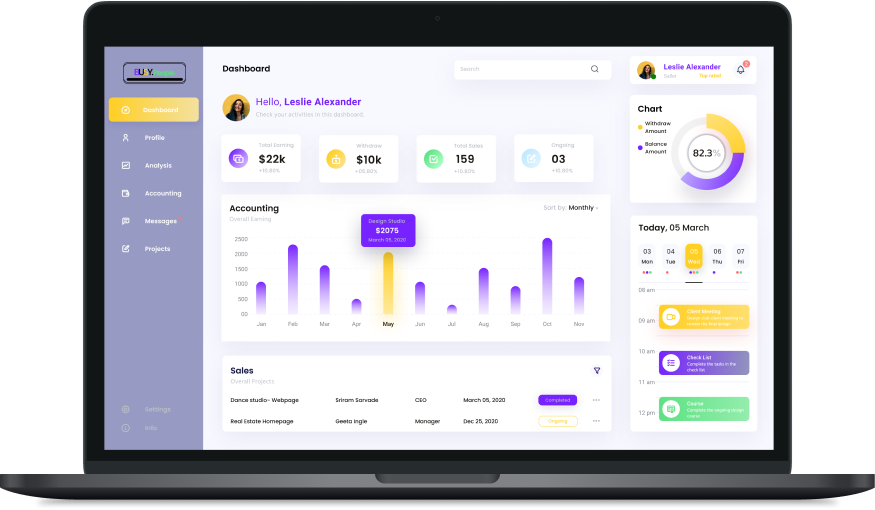 BUSY.
Dashboard
Profile
Analysis
Accounting
Messages
Projects
Settings
Info
Dashboard
Search
Leslie Alexander
Top rated
2
Hello, Leslie Alexander
Check your activities in this dashboard
Total Earning
$22k
+10.80%
Withdraw
$10k
+05.80%
Total Sales
159
+10.80%
Ongoing
03
+10.80%
Accounting
Overall Earning
Sort by: Monthly
Design Studio
$2075
March 05, 2020
2500
2000
1500
1000
500
00
Jan Feb Mar Apr May Jun Jul Aug Sep Oct Nov
Sales
Overall Projects
Dance studio- Webpage Sriram Sarvade CEO March 05, 2020 Completed
Real Estate Homepage Geeta Ingle Manager Dec 25, 2020 Ongoing
Chart
Withdraw
Amount
Balance
Amount
82.3%
Today, 05 March
03 04 05 06 07
Mon Tue Wed Thu Fri
08 am
09 am
Client Meeting
10 am
Check List
Complete the tasks in the
check list
11 am
12 pm
Course
Complete the ongoing design
course